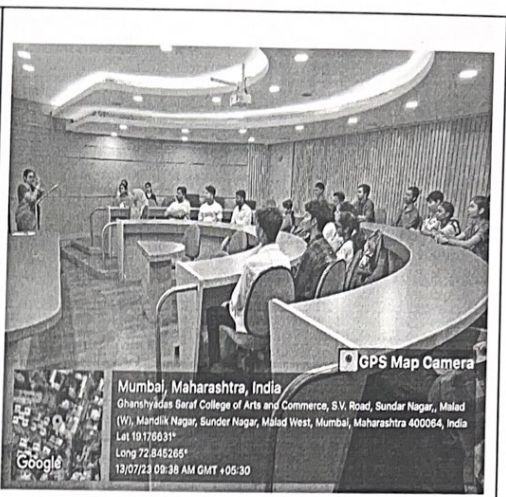 GPS Map Camera
Mumbai, Maharashtra, India
Ghanshyadas Saraf College of Arts and Commerce, S.V. Road, Sundar Nagar,, Malad
(W), Mandlik Nagar, Sunder Nagar, Malad West, Mumbai, Maharashtra 400064, India
Lat 19.176031°
Long 72.845265°
13/07/23 09:38 AM GMT +05:30
Google